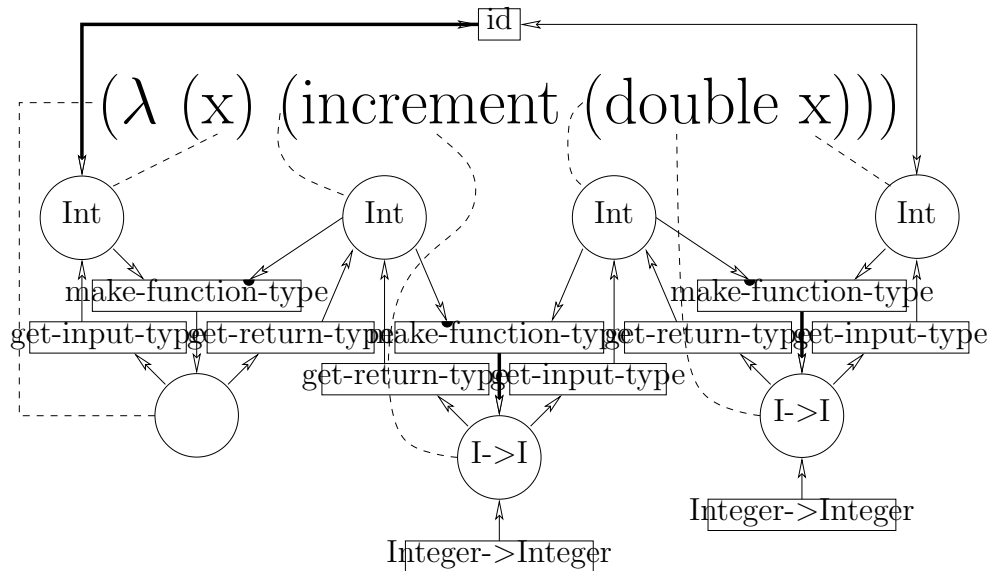 id
(λ (x) (increment (double x)))
Int Int Int Int
make-function-type make-function-type
get-input-type get-return-type make-function-type get-return-type get-input-type
get-return-type get-input-type
I->I
I->I
Integer->Integer
Integer->Integer